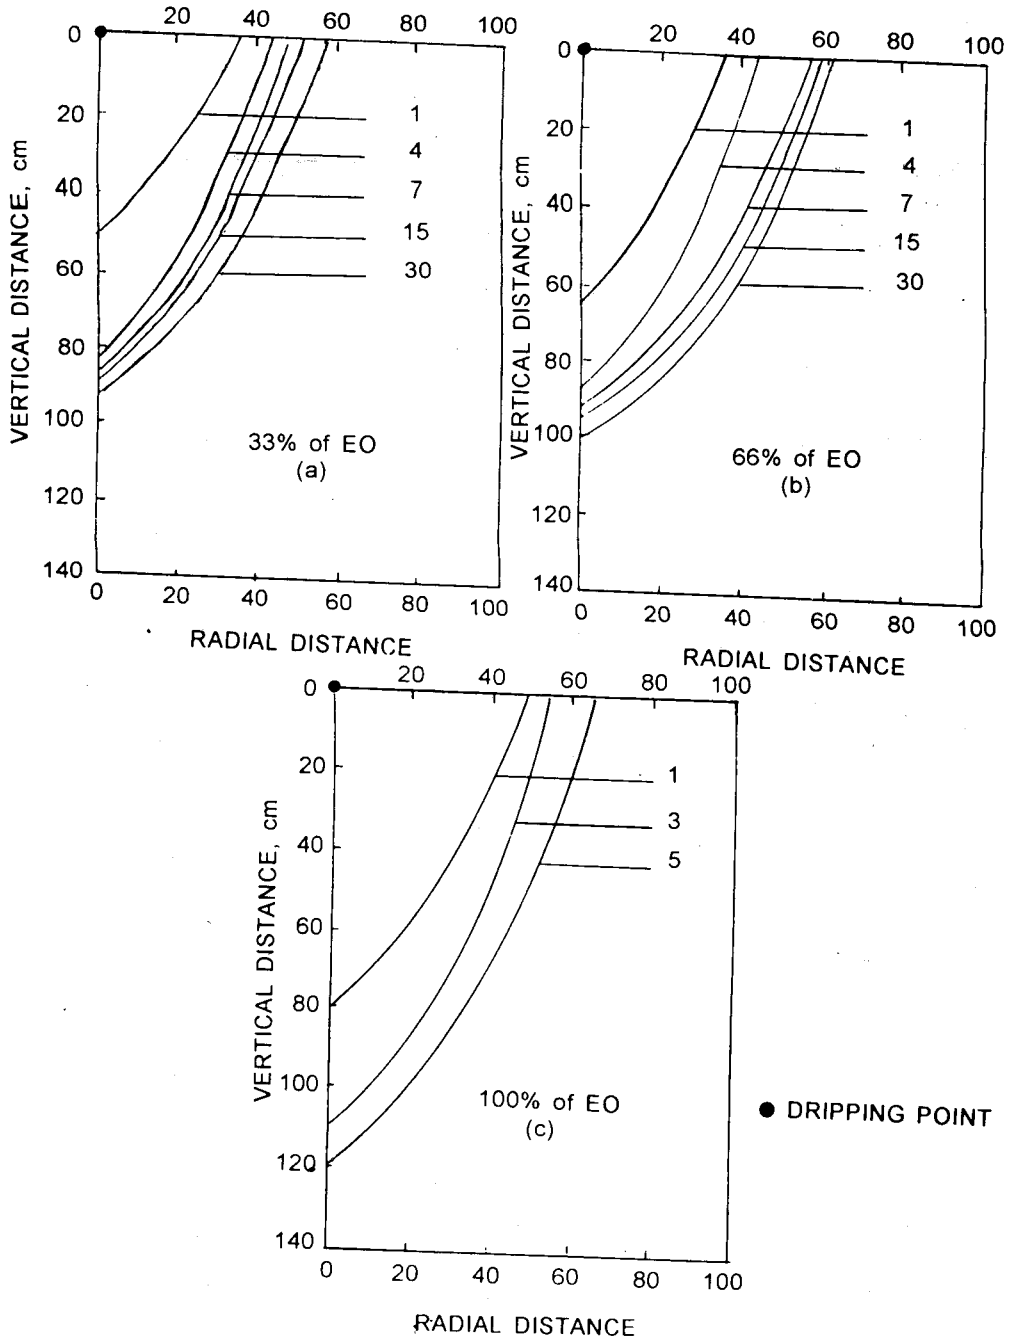 0 20 40 60 80 100
0
20
40
60
80
100
120
140
VERTICAL DISTANCE, cm
1
4
7
15
30
33% of EO
(a)
0 20 40 60 80 100
RADIAL DISTANCE
20 40 60 80 100
0
20
40
60
80
100
120
140
VERTICAL DISTANCE, cm
1
4
7
15
30
66% of EO
(b)
0 20 40 60 80 100
RADIAL DISTANCE
20 40 60 80 100
0
20
40
60
80
100
120
140
VERTICAL DISTANCE, cm
1
3
5
100% of EO
(c)
0 20 40 60 80 100
RADIAL DISTANCE
DRIPPING POINT